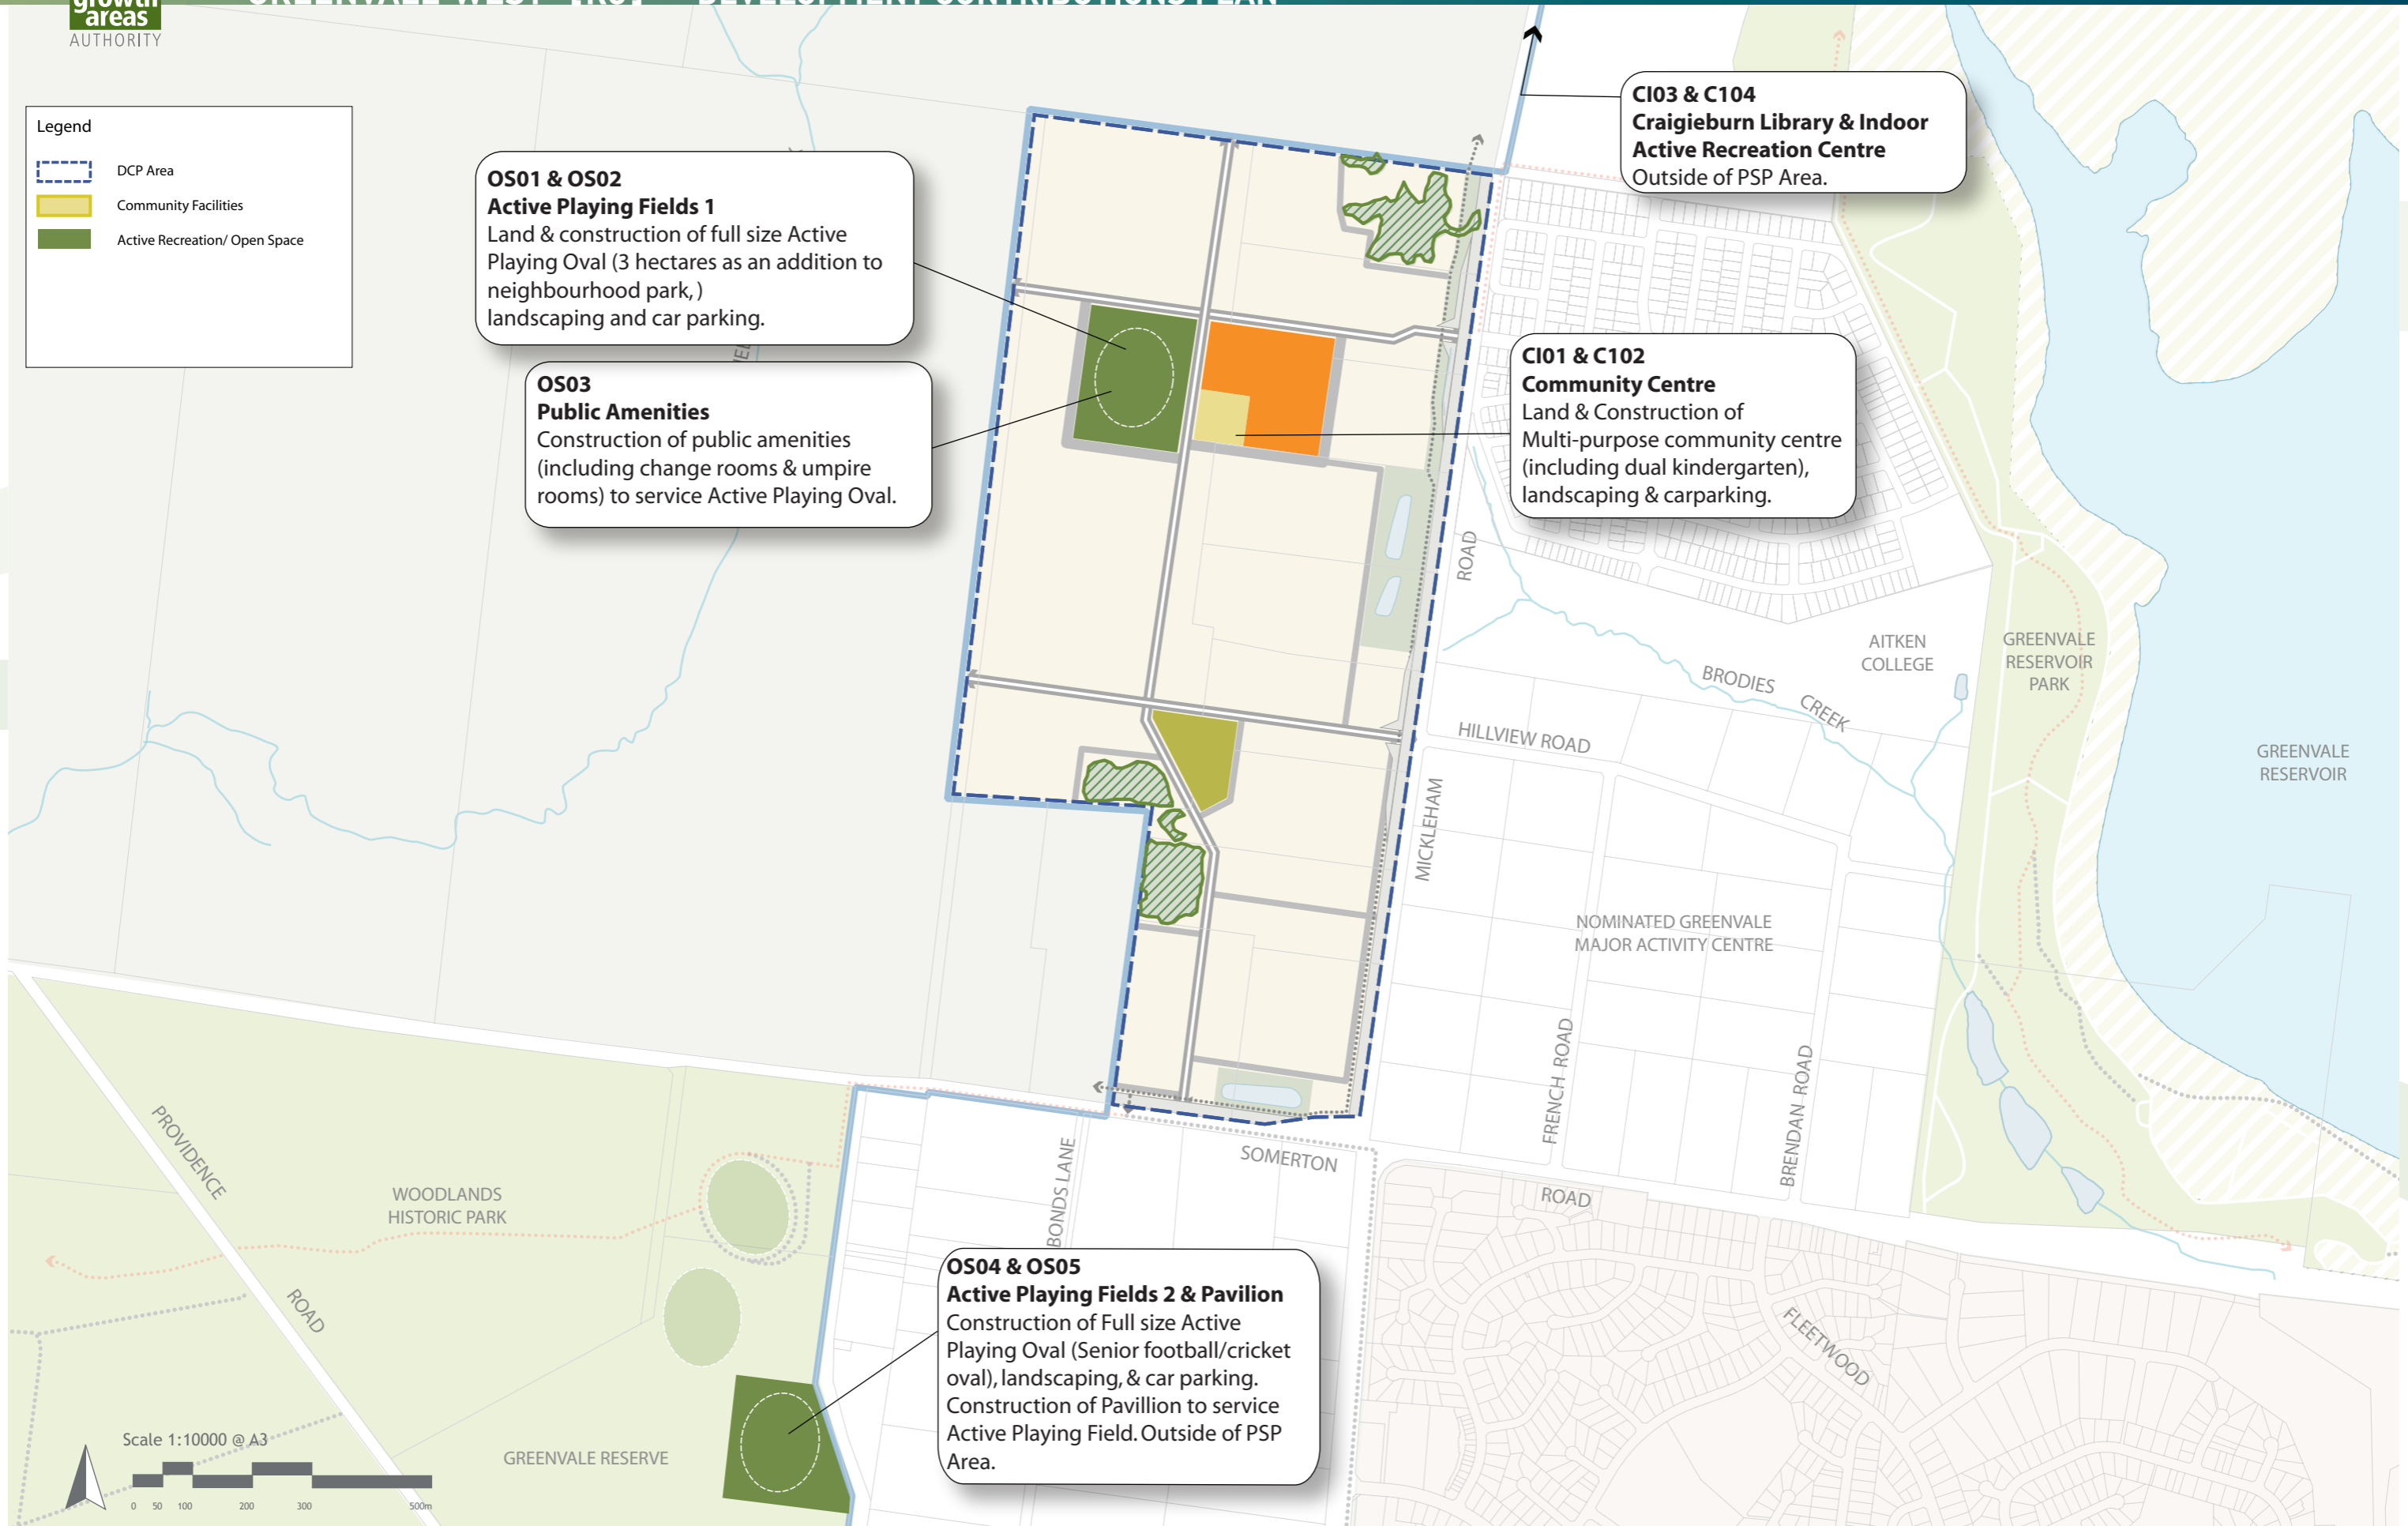 growth
areas
AUTHORITY
GREENVALE WEST [R3] DEVELOPMENT CONTRIBUTIONS PLAN
Legend
DCP Area
Community Facilities
Active Recreation/ Open Space
OS01 & OS02
Active Playing Fields 1
Land & construction of full size Active
Playing Oval (3 hectares as an addition to
neighbourhood park, )
landscaping and car parking.
OS03
Public Amenities
Construction of public amenities
(including change rooms & umpire
rooms) to service Active Playing Oval.
CI03 & C104
Craigieburn Library & Indoor
Active Recreation Centre
Outside of PSP Area.
CI01 & C102
Community Centre
Land & Construction of
Multi-purpose community centre
(including dual kindergarten),
landscaping & carparking.
ROAD
AITKEN
COLLEGE
GREENVALE
RESERVOIR
PARK
BRODIES
CREEK
HILLVIEW ROAD
GREENVALE
RESERVOIR
MICKLEHAM
NOMINATED GREENVALE
MAJOR ACTIVITY CENTRE
FRENCH ROAD
BRENDAN ROAD
PROVIDENCE
ROAD
WOODLANDS
HISTORIC PARK
BONDS LANE
SOMERTON
ROAD
FLEETWOOD
OS04 & OS05
Active Playing Fields 2 & Pavilion
Construction of Full size Active
Playing Oval (Senior football/cricket
oval), landscaping, & car parking.
Construction of Pavillion to service
Active Playing Field. Outside of PSP
Area.
GREENVALE RESERVE
Scale 1:10000 @ A3
0 50 100 200 300 500m